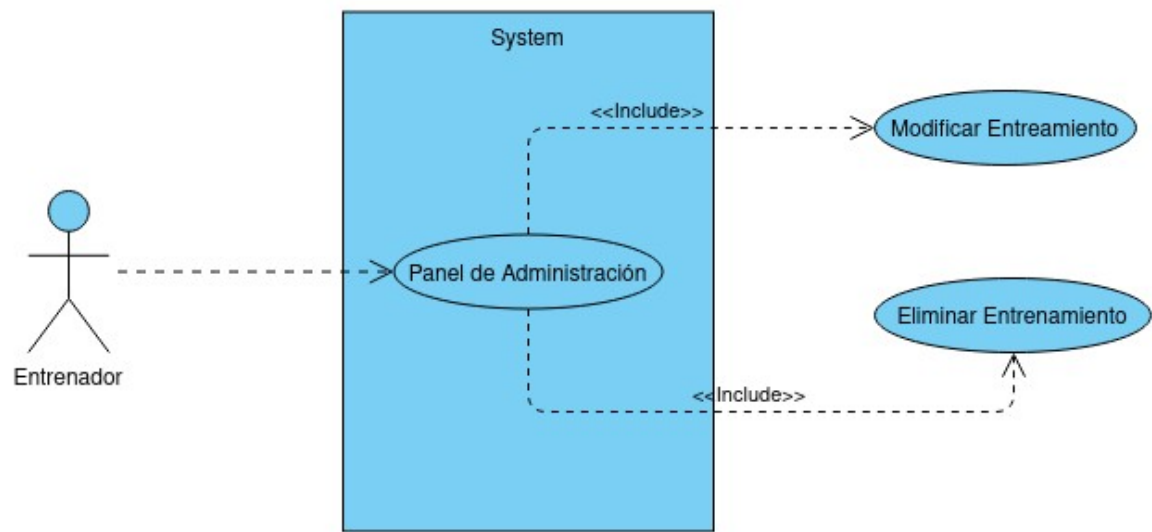 System
<<Include>>
Modificar Entreamiento
Panel de Administración
Eliminar Entrenamiento
Entrenador
<<Include>>